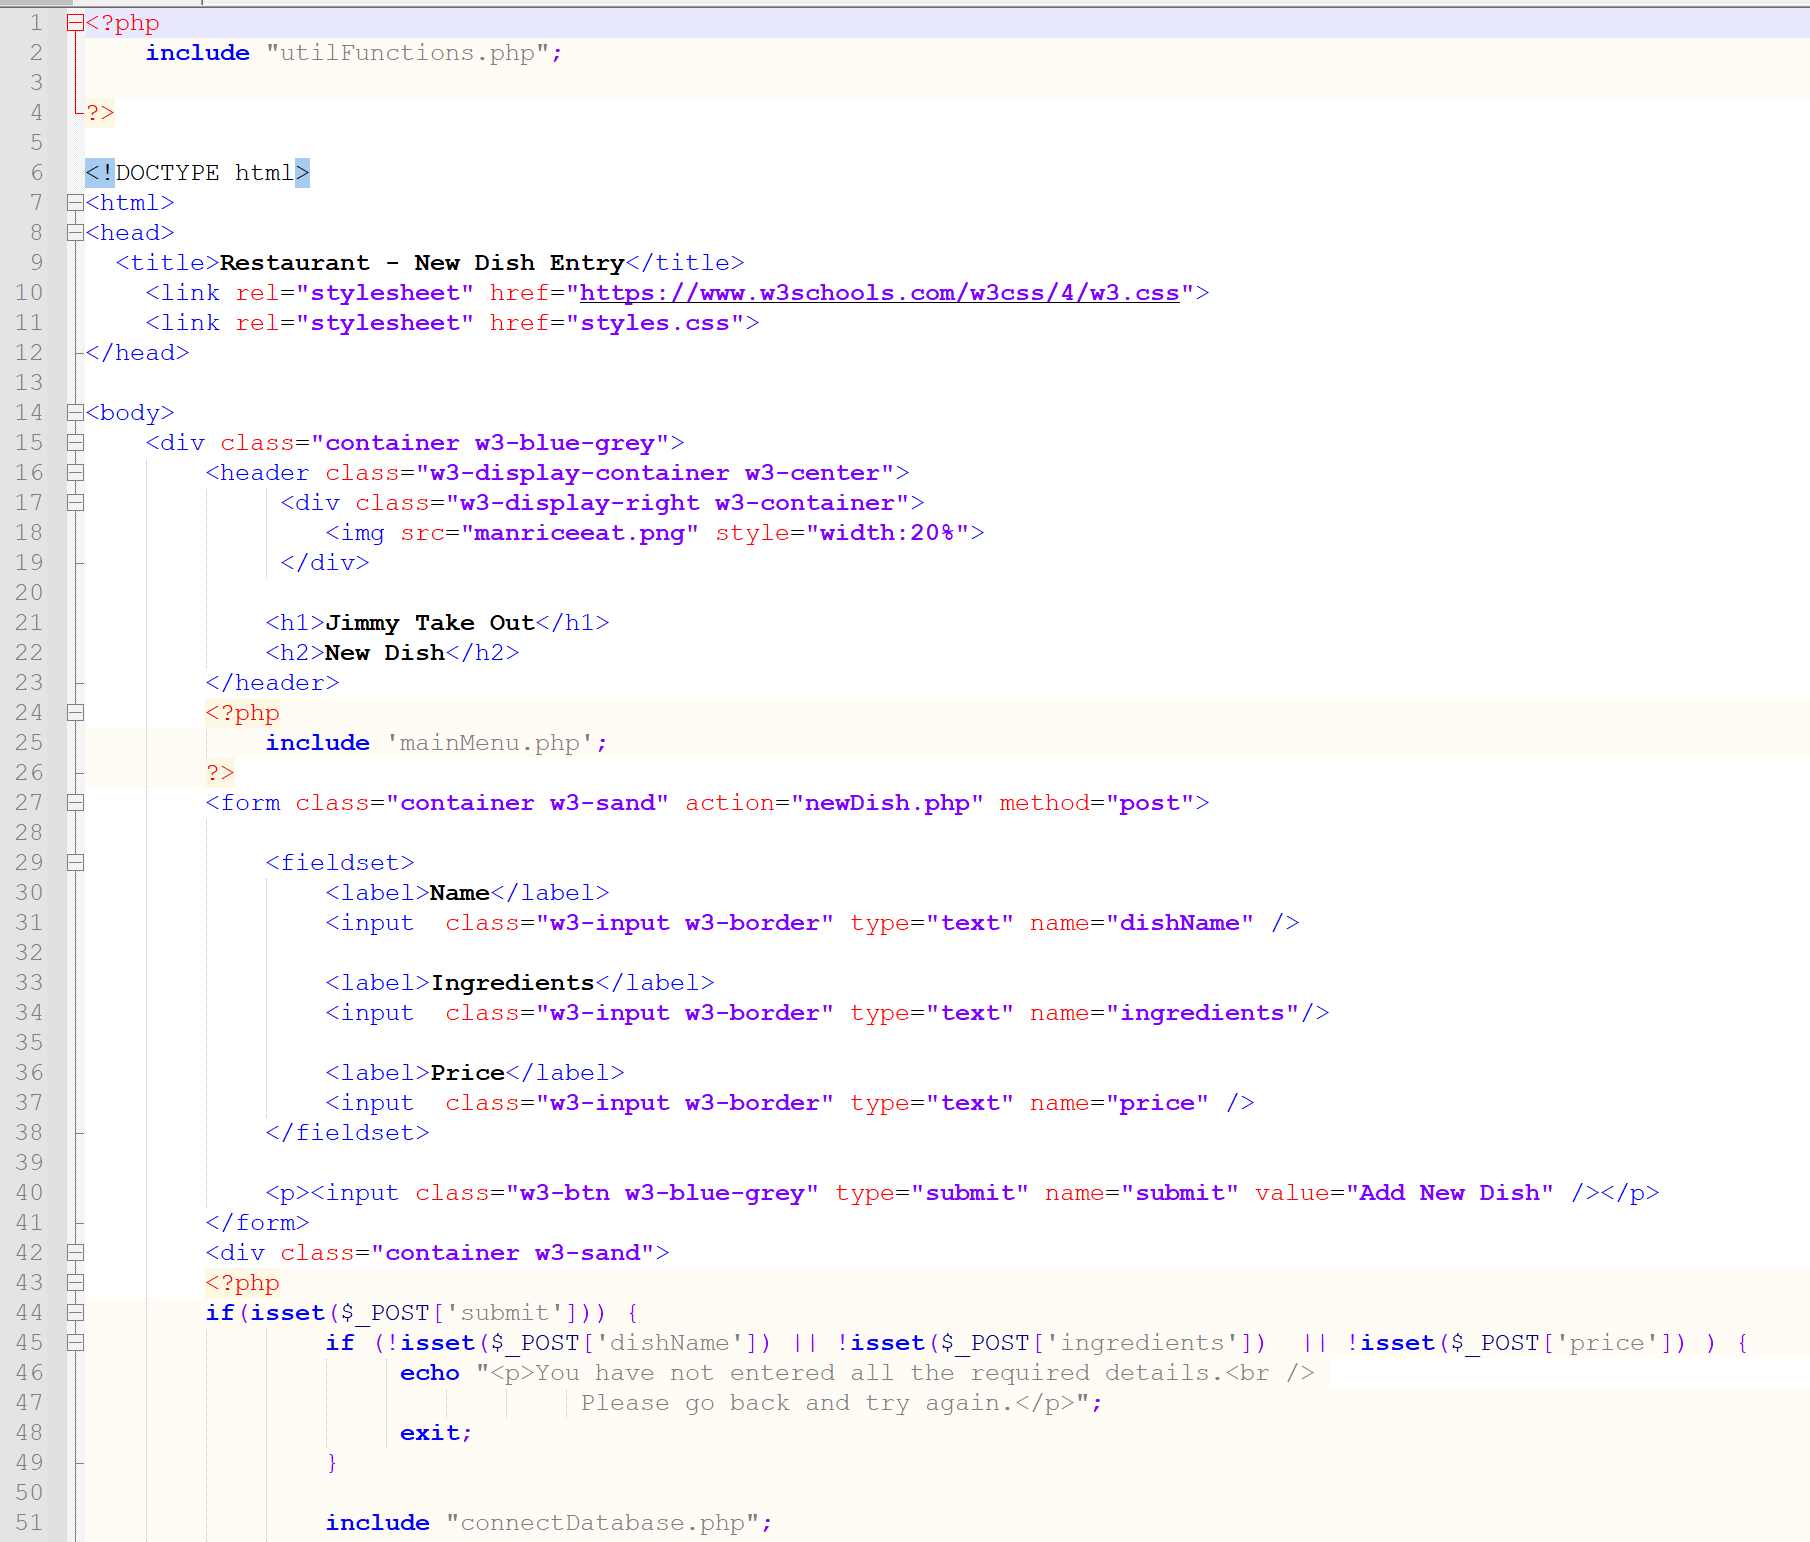 1 <?php
2     include "utilFunctions.php";
3
4 ?>
5
6 <!DOCTYPE html>
7 <html>
8 <head>
9   <title>Restaurant - New Dish Entry</title>
10     <link rel="stylesheet" href="https://www.w3schools.com/w3css/4/w3.css">
11     <link rel="stylesheet" href="styles.css">
12 </head>
13
14 <body>
15     <div class="container w3-blue-grey">
16         <header class="w3-display-container w3-center">
17              <div class="w3-display-right w3-container">
18                 <img src="manriceeat.png" style="width:20%">
19              </div>
20
21             <h1>Jimmy Take Out</h1>
22             <h2>New Dish</h2>
23         </header>
24         <?php
25             include 'mainMenu.php';
26         ?>
27         <form class="container w3-sand" action="newDish.php" method="post">
28
29             <fieldset>
30                 <label>Name</label>
31                 <input  class="w3-input w3-border" type="text" name="dishName" />
32
33                 <label>Ingredients</label>
34                 <input  class="w3-input w3-border" type="text" name="ingredients"/>
35
36                 <label>Price</label>
37                 <input  class="w3-input w3-border" type="text" name="price" />
38             </fieldset>
39
40             <p><input class="w3-btn w3-blue-grey" type="submit" name="submit" value="Add New Dish" /></p>
41         </form>
42         <div class="container w3-sand">
43         <?php
44         if(isset($_POST['submit'])) {
45                 if (!isset($_POST['dishName']) || !isset($_POST['ingredients'])  || !isset($_POST['price']) ) {
46                      echo "<p>You have not entered all the required details.<br />
47                                  Please go back and try again.</p>";
48                      exit;
49                 }
50
51                 include "connectDatabase.php";